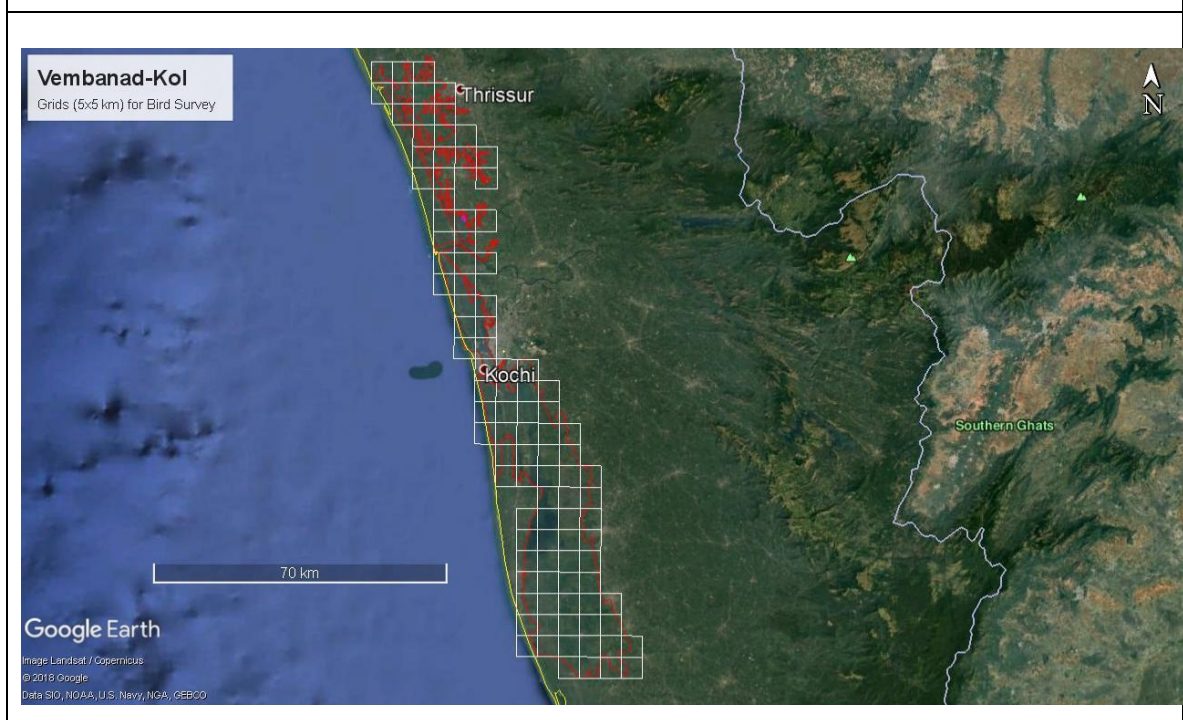 Vembanad-Kol
Grids (5x5 km) for Bird Survey
N
Thrissur
Kochi
Southern Ghats
70 km
Google Earth
Image Landsat / Copernicus
© 2018 Google
Data SIO, NOAA, U.S. Navy, NGA, GEBCO